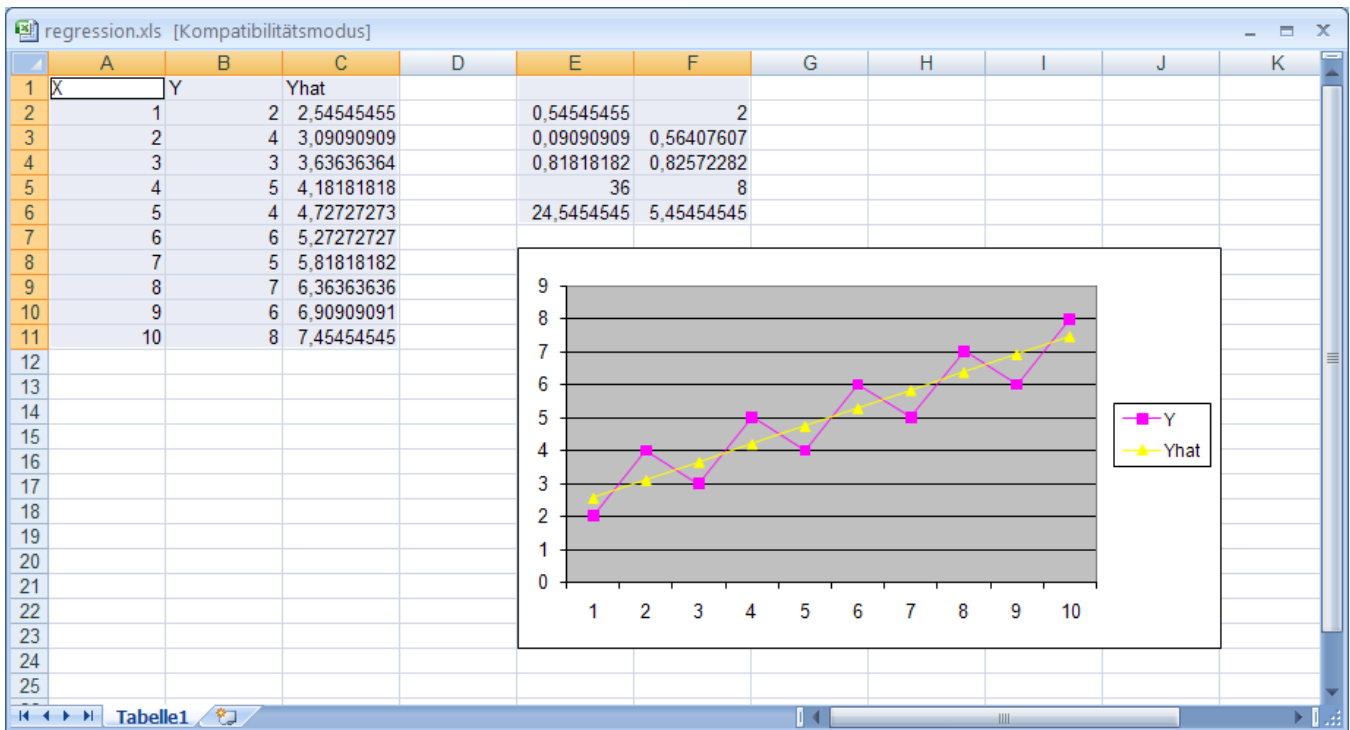 regression.xls [Kompatibilitätsmodus]
A B C D E F G H I J K
1 X Y Yhat
2 1 2 2,54545455 0,54545455 2
3 2 4 3,09090909 0,09090909 0,56407607
4 3 3 3,63636364 0,81818182 0,82572282
5 4 5 4,18181818 36 8
6 5 4 4,72727273 24,5454545 5,45454545
7 6 6 5,27272727
8 7 5 5,81818182
9 8 7 6,36363636
10 9 6 6,90909091
11 10 8 7,45454545
12
13
14
15
16
17
18
19
20
21
22
23
24
25
9
8
7
6
5
4
3
2
1
0
1 2 3 4 5 6 7 8 9 10
Y
Yhat
Tabelle1